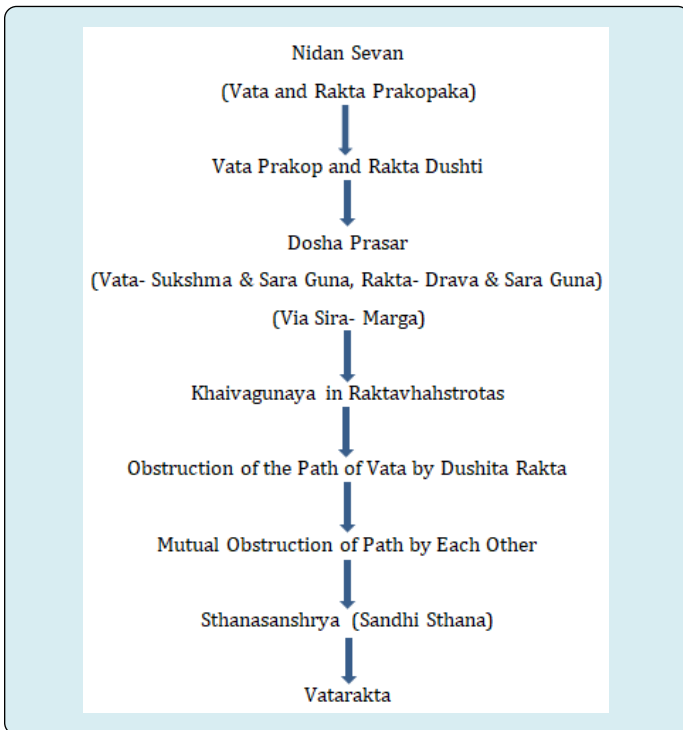 Nidan Sevan
(Vata and Rakta Prakopaka)
Vata Prakop and Rakta Dushti
Dosha Prasar
(Vata- Sukshma & Sara Guna, Rakta- Drava & Sara Guna)
(Via Sira- Marga)
Khaivagunaya in Raktavhahstrotas
Obstruction of the Path of Vata by Dushita Rakta
Mutual Obstruction of Path by Each Other
Sthanasanshrya (Sandhi Sthana)
Vatarakta